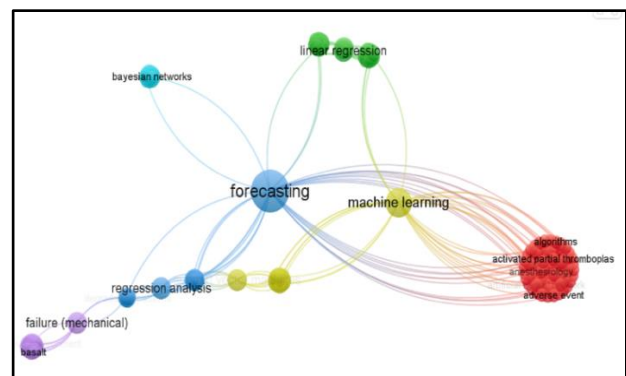 linear regression
bayesian networks
forecasting
machine learning
algorithms
activated partial thromboplas
anesthesiology
adverse event
regression analysis
failure (mechanical)
basalt